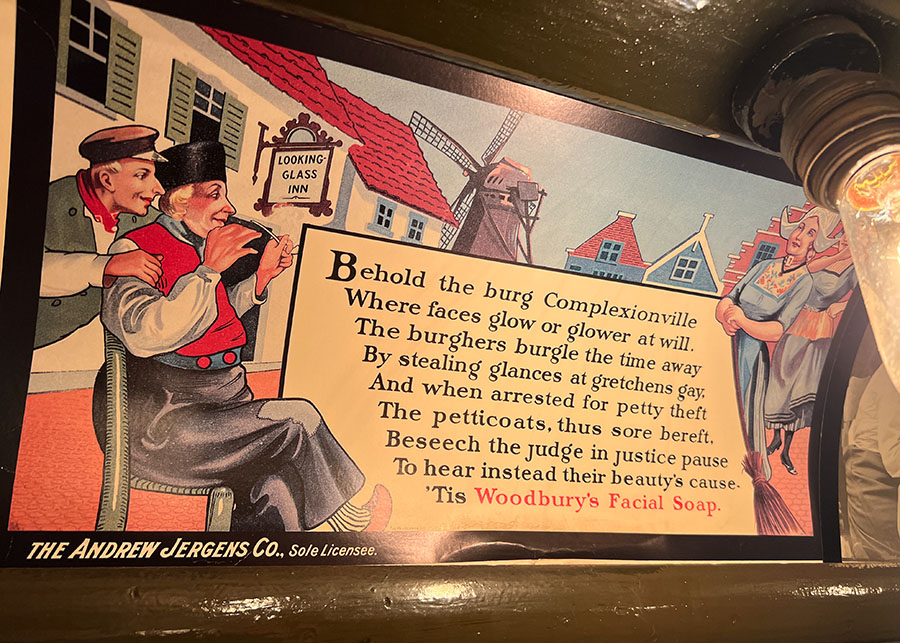 LOOKING-
GLASS
INN
Behold the burg Complexionville
Where faces glow or glower at will.
The burghers burgle the time away
By stealing glances at gretchens gay,
And when arrested for petty theft
The petticoats, thus sore bereft,
Beseech the judge in justice pause
To hear instead their beauty's cause-
'Tis Woodbury's Facial Soap.
THE ANDREW JERGENS CO., Sole Licensee.